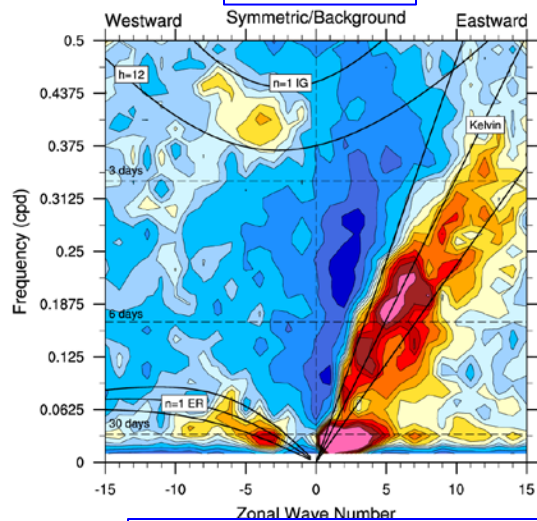 Westward Symmetric/Background Eastward
0.5
h=12
n=1 IG
0.4375
Kelvin
0.375
3 days
0.3125
0.25
0.1875
6 days
0.125
n=1 ER
0.0625
30 days
0
-15 -10 -5 0 5 10 15
Zonal Wave Number
Frequency (cpd)